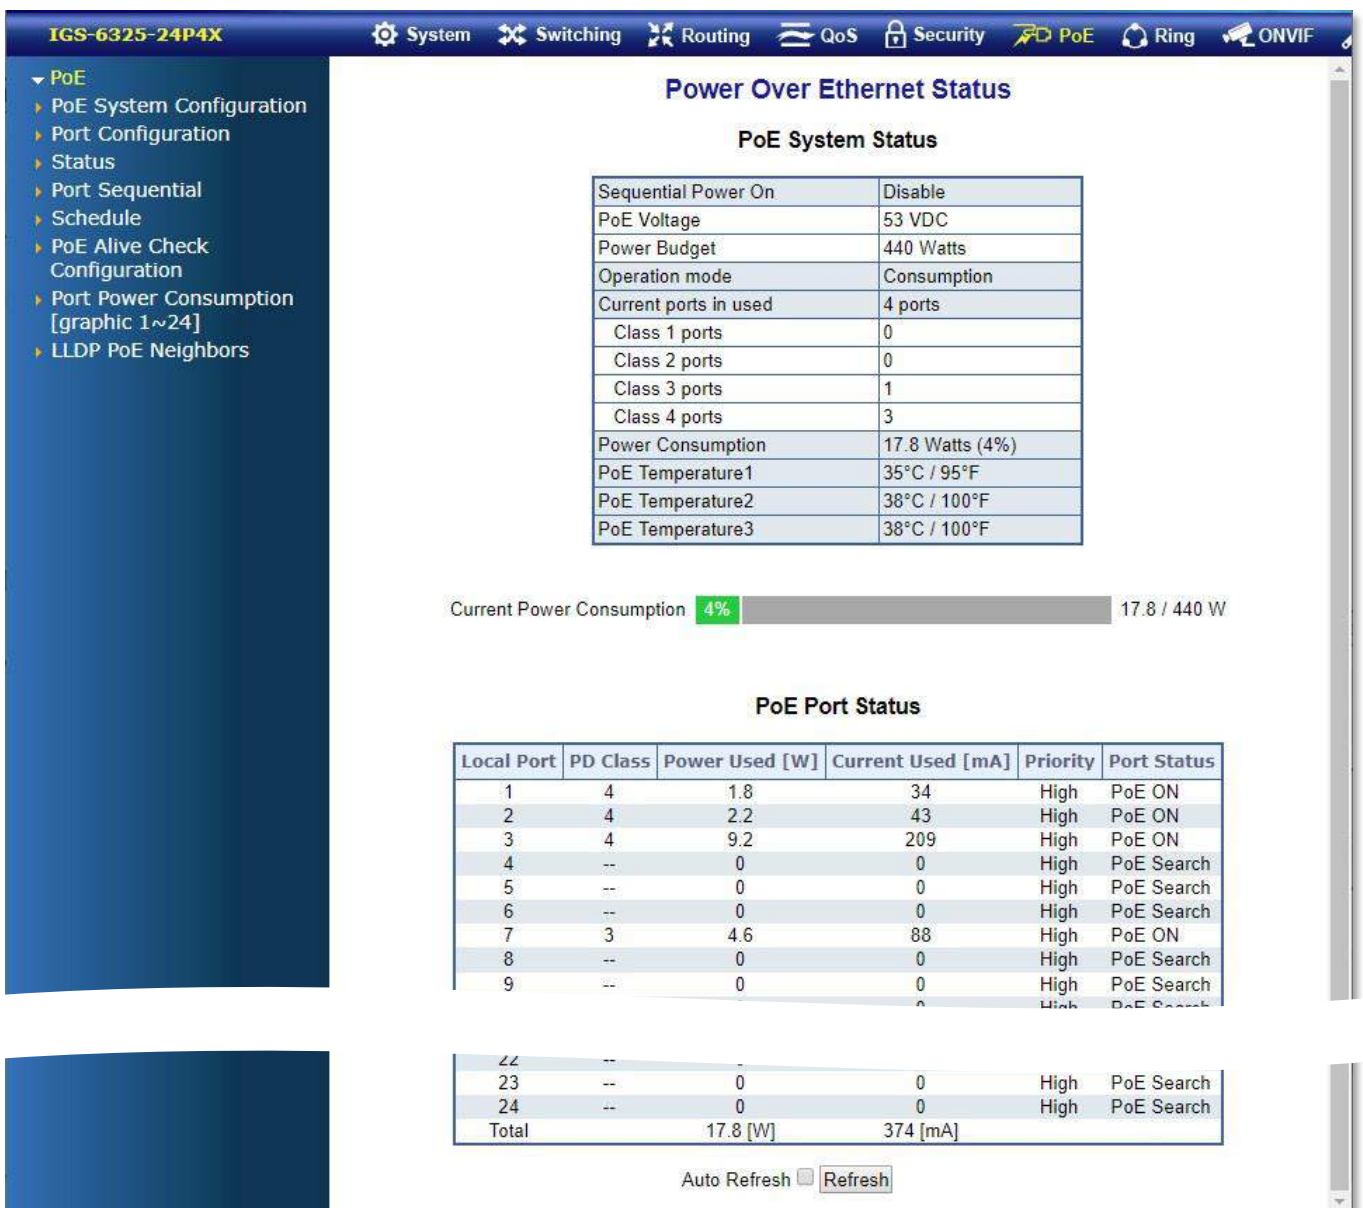 IGS-6325-24P4X System Switching Routing QoS Security PoE Ring ONVIF
PoE
PoE System Configuration
Port Configuration
Status
Port Sequential
Schedule
PoE Alive Check
Configuration
Port Power Consumption
[graphic 1~24]
LLDP PoE Neighbors
Power Over Ethernet Status
PoE System Status
Sequential Power On Disable
PoE Voltage 53 VDC
Power Budget 440 Watts
Operation mode Consumption
Current ports in used 4 ports
Class 1 ports 0
Class 2 ports 0
Class 3 ports 1
Class 4 ports 3
Power Consumption 17.8 Watts (4%)
PoE Temperature1 35°C / 95°F
PoE Temperature2 38°C / 100°F
PoE Temperature3 38°C / 100°F
Current Power Consumption 4% 17.8 / 440 W
PoE Port Status
Local Port PD Class Power Used [W] Current Used [mA] Priority Port Status
1 4 1.8 34 High PoE ON
2 4 2.2 43 High PoE ON
3 4 9.2 209 High PoE ON
4 -- 0 0 High PoE Search
5 -- 0 0 High PoE Search
6 -- 0 0 High PoE Search
7 3 4.6 88 High PoE ON
8 -- 0 0 High PoE Search
9 -- 0 0 High PoE Search
High PoE Search
22 --
23 -- 0 0 High PoE Search
24 -- 0 0 High PoE Search
Total 17.8 [W] 374 [mA]
Auto Refresh Refresh